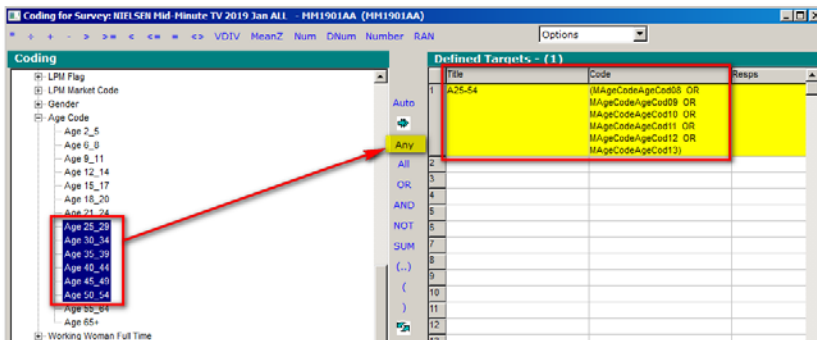 Coding for Survey: NIELSEN Mid-Minute TV 2019 Jan ALL - MM1901AA (MM1901AA)
* ÷ + - > >= < <= = <> VDIV MeanZ Num DNum Number RAN Options
Coding
Defined Targets - (1)
LPM Flag
LPM Market Code
Gender
Age Code
Age 2_5
Age 6_8
Age 9_11
Age 12_14
Age 15_17
Age 18_20
Age 21_24
Age 25_29
Age 30_34
Age 35_39
Age 40_44
Age 45_49
Age 50_54
Age 55_64
Age 65+
Working Woman Full Time
Auto
Any
All
OR
AND
NOT
SUM
(..)
(
)
Title Code Resps
1 A25-54 (MAgeCodeAgeCod08 OR
MAgeCodeAgeCod09 OR
MAgeCodeAgeCod10 OR
MAgeCodeAgeCod11 OR
MAgeCodeAgeCod12 OR
MAgeCodeAgeCod13)
2
3
4
5
6
7
8
9
10
11
12